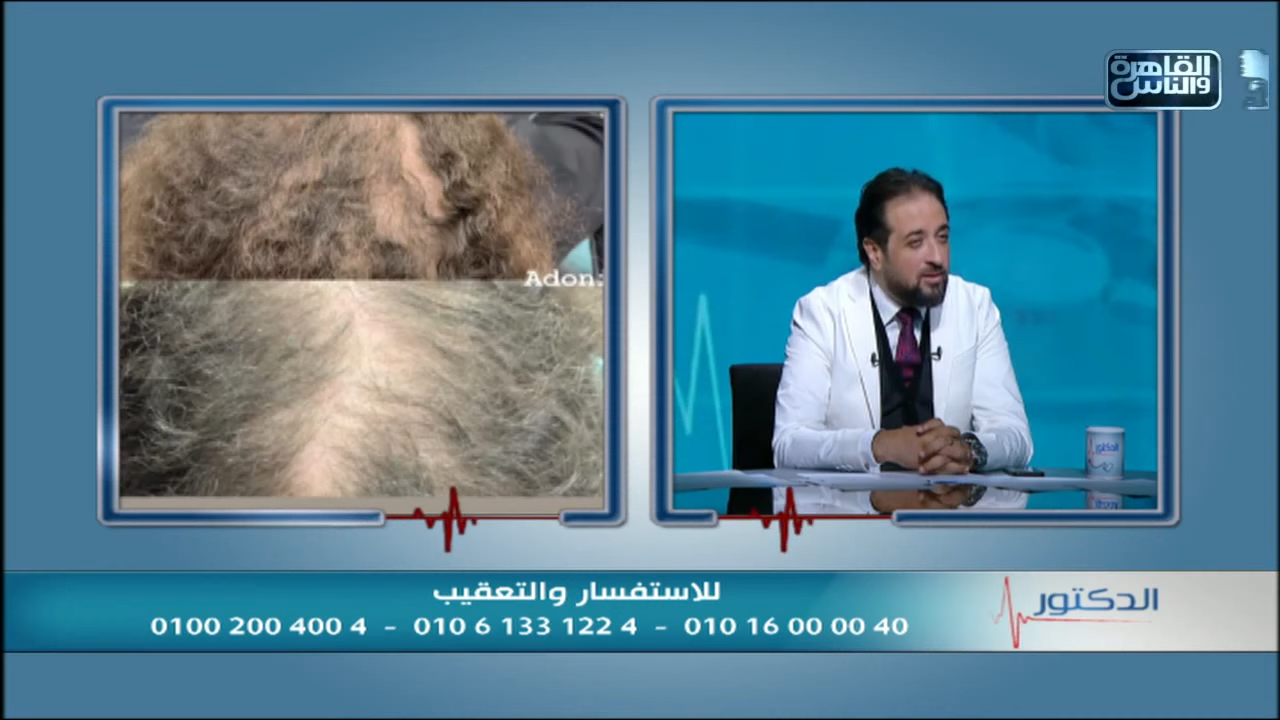 القاهرة
والناس
Adon:
الدكتور
للاستفسار والتعقيب
0100 200 400 4 - 010 6 133 122 4 - 010 16 00 00 40
الدكتور